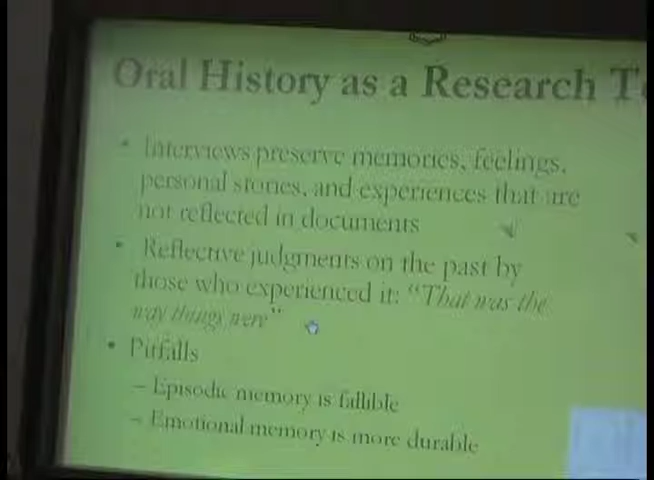 Oral History as a Research T
• Interviews preserve memories, feelings,
personal stories, and experiences that are
not reflected in documents
• Reflective judgments on the past by
those who experienced it: "That was the
way things were"
• Pitfalls
– Episodic memory is fallible
– Emotional memory is more durable